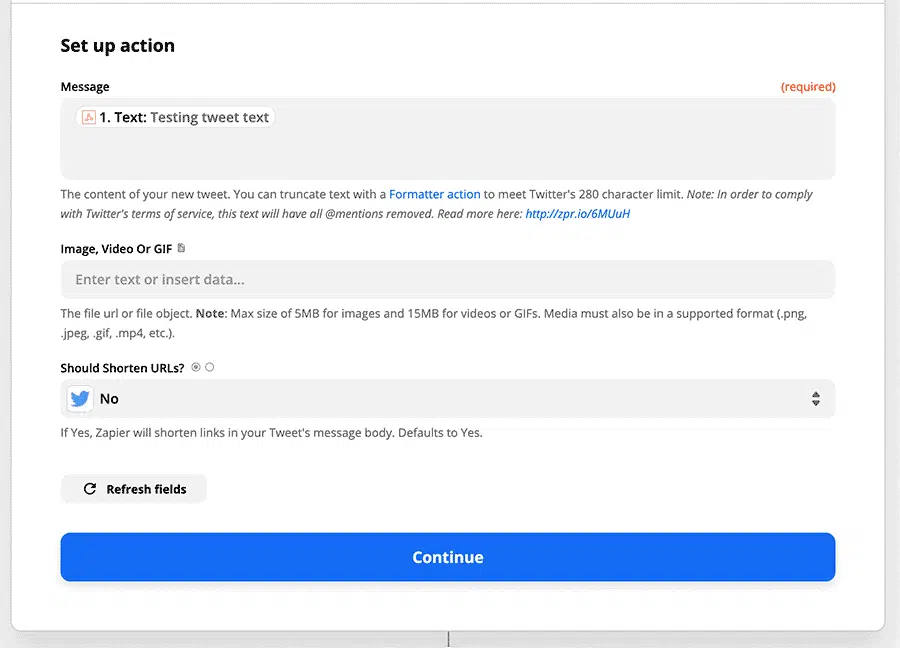 Set up action
Message (required)
1. Text: Testing tweet text
The content of your new tweet. You can truncate text with a Formatter action to meet Twitter's 280 character limit. Note: In order to comply
with Twitter's terms of service, this text will have all @mentions removed. Read more here: http://zpr.io/6MUuH
Image, Video Or GIF
Enter text or insert data...
The file url or file object. Note: Max size of 5MB for images and 15MB for videos or GIFs. Media must also be in a supported format (.png,
.jpeg, .gif, .mp4, etc.).
Should Shorten URLs?
No
If Yes, Zapier will shorten links in your Tweet's message body. Defaults to Yes.
Refresh fields
Continue